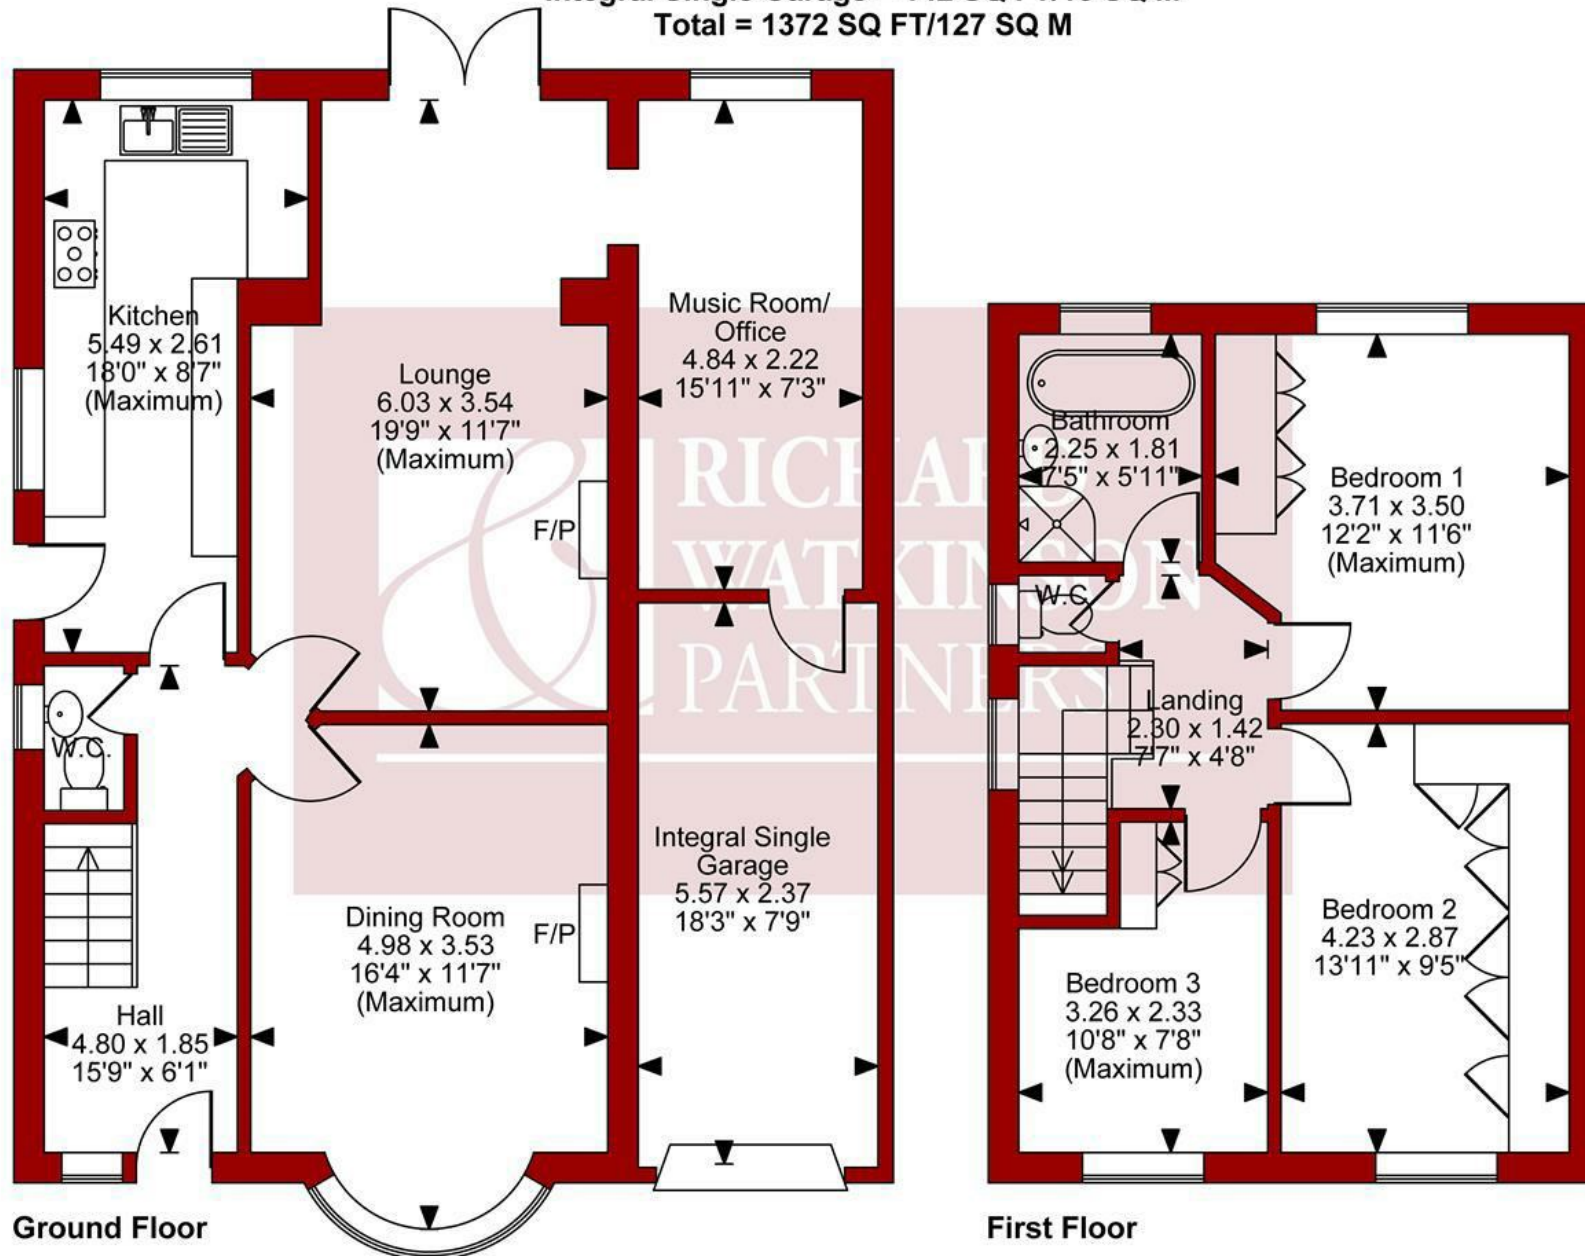 Total = 1372 SQ FT/127 SQ M
Kitchen
5.49 x 2.61
18'0" x 8'7"
(Maximum)
Lounge
6.03 x 3.54
19'9" x 11'7"
(Maximum)
Music Room/
Office
4.84 x 2.22
15'11" x 7'3"
F/P
W.C.
Dining Room
4.98 x 3.53
16'4" x 11'7"
(Maximum)
F/P
Integral Single
Garage
5.57 x 2.37
18'3" x 7'9"
Hall
4.80 x 1.85
15'9" x 6'1"
Bathroom
2.25 x 1.81
7'5" x 5'11"
Bedroom 1
3.71 x 3.50
12'2" x 11'6"
(Maximum)
W.C
Landing
2.30 x 1.42
7'7" x 4'8"
Bedroom 2
4.23 x 2.87
13'11" x 9'5"
Bedroom 3
3.26 x 2.33
10'8" x 7'8"
(Maximum)
&
RICHARD
WATKINSON
PARTNERS
Ground Floor
First Floor